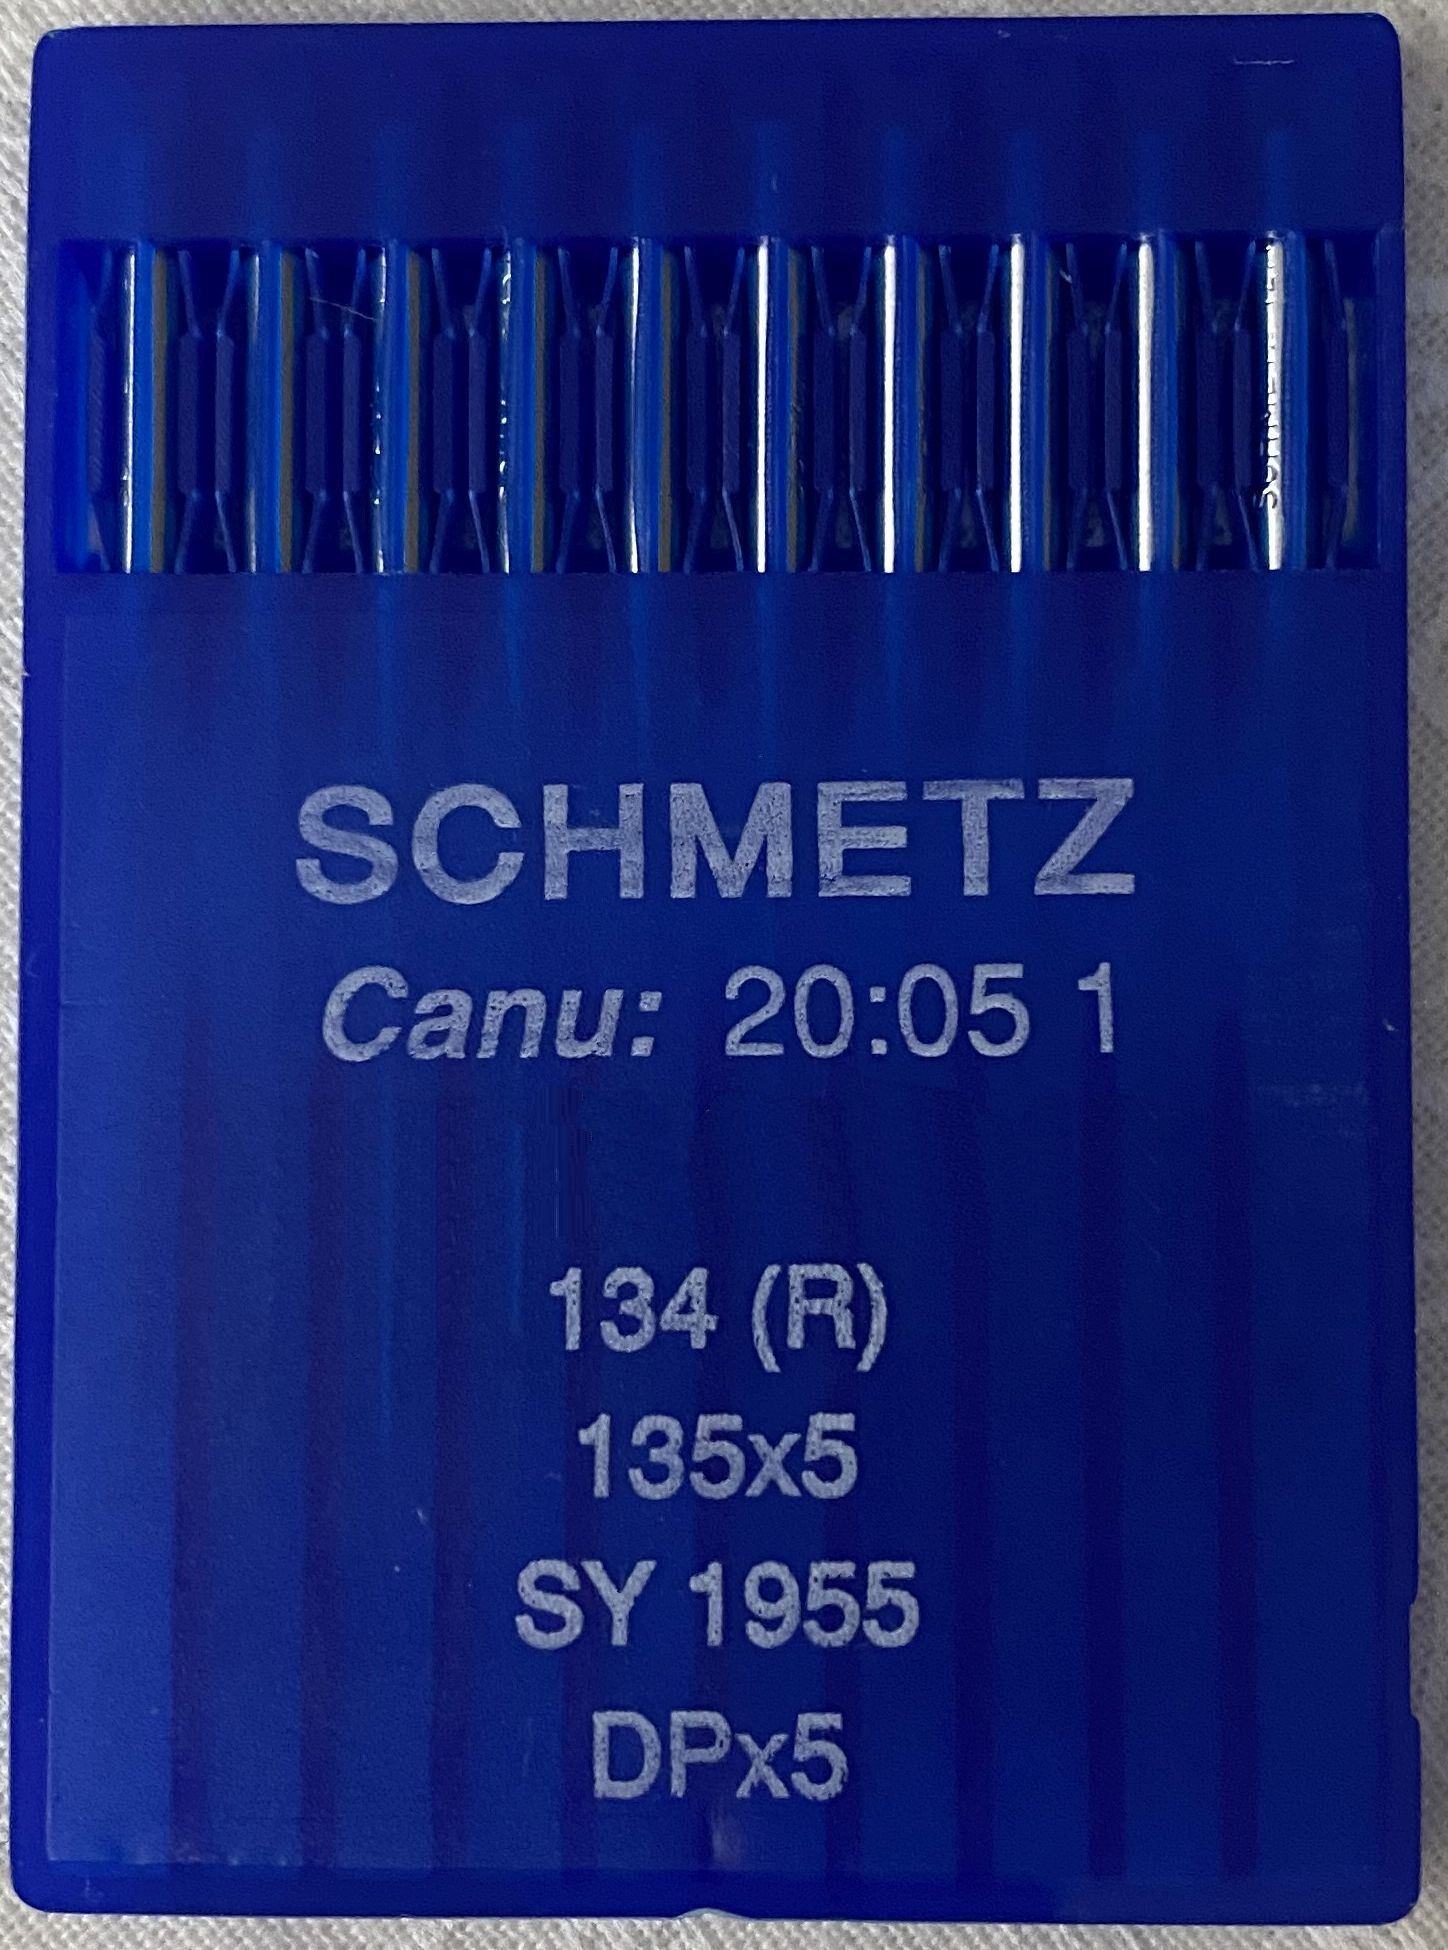 SCHMETZ
Canu: 20:05 1
134 (R)
135x5
SY 1955
DPx5